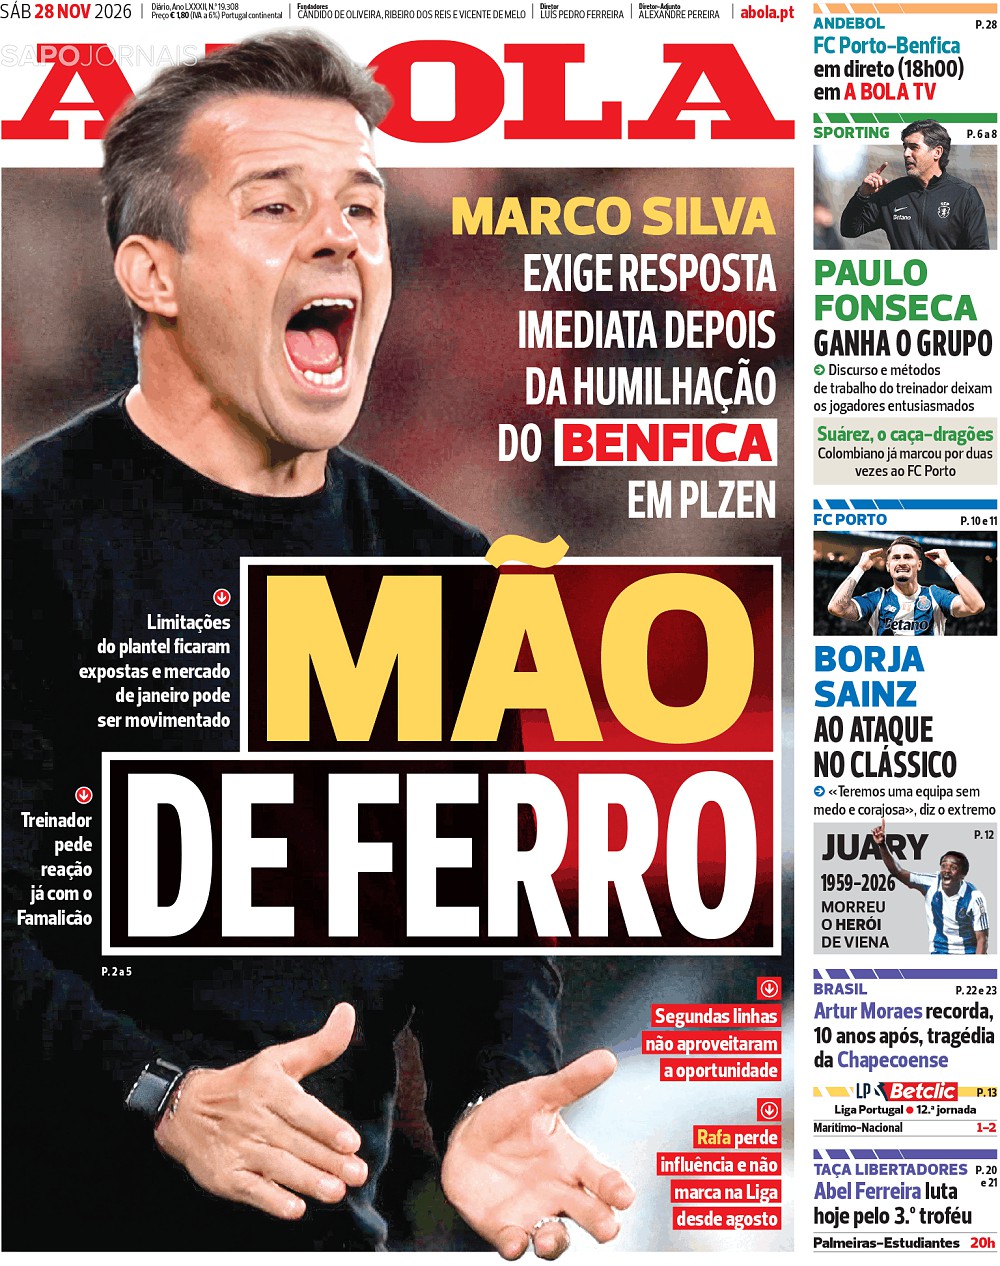 SÁB 28 NOV 2026
Diário, Ano LXXXII, N.º 19.308
Preço € 1,80 (IVA a 6%) Portugal continental
Fundadores
CÂNDIDO DE OLIVEIRA, RIBEIRO DOS REIS E VICENTE DE MELO
Diretor
LUÍS PEDRO FERREIRA
Diretor-Adjunto
ALEXANDRE PEREIRA
abola.pt
SAPOJORNAIS
A BOLA
MARCO SILVA
EXIGE RESPOSTA
IMEDIATA DEPOIS
DA HUMILHAÇÃO
DO BENFICA
EM PLZEN
MÃO
DE FERRO
Limitações
do plantel ficaram
expostas e mercado
de janeiro pode
ser movimentado
Treinador
pede
reação
já com o
Famalicão
P. 2 a 5
Segundas linhas
não aproveitaram
a oportunidade
Rafa perde
influência e não
marca na Liga
desde agosto
ANDEBOL P. 28
FC Porto-Benfica
em direto (18h00)
em A BOLA TV
SPORTING P. 6 a 8
Betano
PAULO
FONSECA
GANHA O GRUPO
Discurso e métodos
de trabalho do treinador deixam
os jogadores entusiasmados
Suárez, o caça-dragões
Colombiano já marcou por duas
vezes ao FC Porto
FC PORTO P. 10 e 11
Betano
BORJA
SAINZ
AO ATAQUE
NO CLÁSSICO
«Teremos uma equipa sem
medo e corajosa», diz o extremo
JUARY P. 12
1959-2026
MORREU
O HERÓI
DE VIENA
BRASIL P. 22 e 23
Artur Moraes recorda,
10 anos após, tragédia
da Chapecoense
LP Betclic P. 13
Liga Portugal • 12.ª jornada
Marítimo-Nacional 1-2
TAÇA LIBERTADORES P. 20
e 21
Abel Ferreira luta
hoje pelo 3.º troféu
Palmeiras-Estudiantes 20h